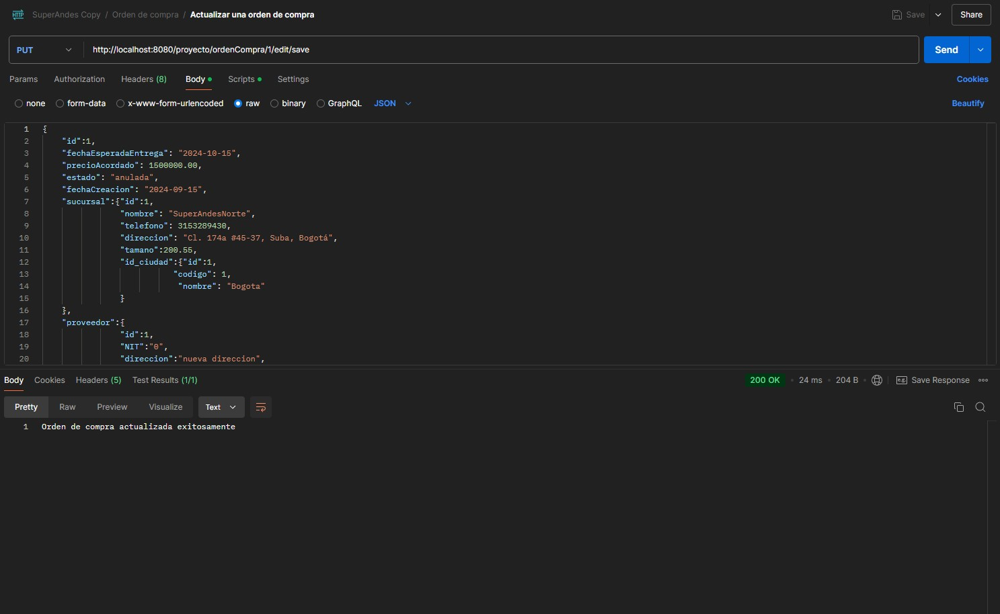 HTTP SuperAndes Copy / Orden de compra / Actualizar una orden de compra Save Share
PUT http://localhost:8080/proyecto/ordenCompra/1/edit/save Send
Params Authorization Headers (8) Body Scripts Settings Cookies
none form-data x-www-form-urlencoded raw binary GraphQL JSON Beautify
1 {
2 "id":1,
3 "fechaEsperadaEntrega": "2024-10-15",
4 "precioAcordado": 1500000.00,
5 "estado": "anulada",
6 "fechaCreacion": "2024-09-15",
7 "sucursal":{"id":1,
8 "nombre": "SuperAndesNorte",
9 "telefono": 3153289430,
10 "direccion": "Cl. 174a #45-37, Suba, Bogotá",
11 "tamano":200.55,
12 "id_ciudad":{"id":1,
13 "codigo": 1,
14 "nombre": "Bogota"
15 }
16 },
17 "proveedor":{
18 "id":1,
19 "NIT":"0",
20 "direccion":"nueva direccion",
Body Cookies Headers (5) Test Results (1/1) 200 OK 24 ms 204 B e.g. Save Response
Pretty Raw Preview Visualize Text
1 Orden de compra actualizada exitosamente